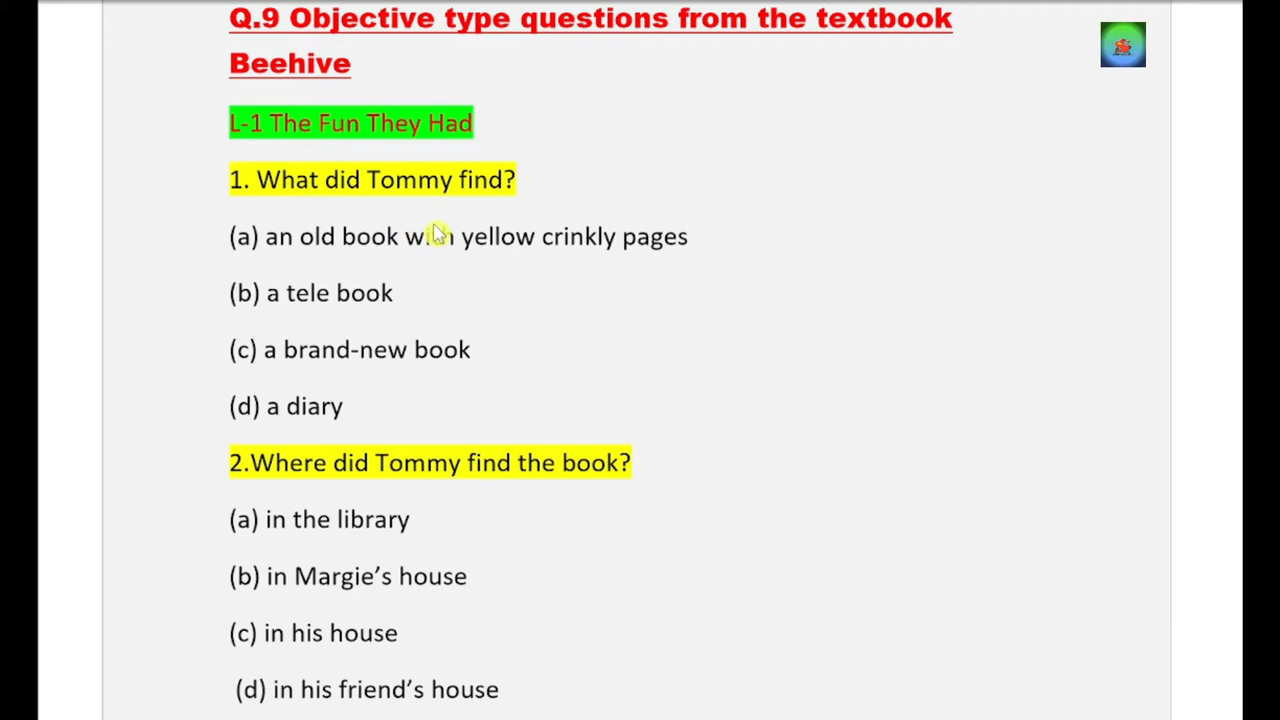 Q.9 Objective type questions from the textbook
Beehive
L-1 The Fun They Had
1. What did Tommy find?
(a) an old book with yellow crinkly pages
(b) a tele book
(c) a brand-new book
(d) a diary
2.Where did Tommy find the book?
(a) in the library
(b) in Margie’s house
(c) in his house
(d) in his friend’s house